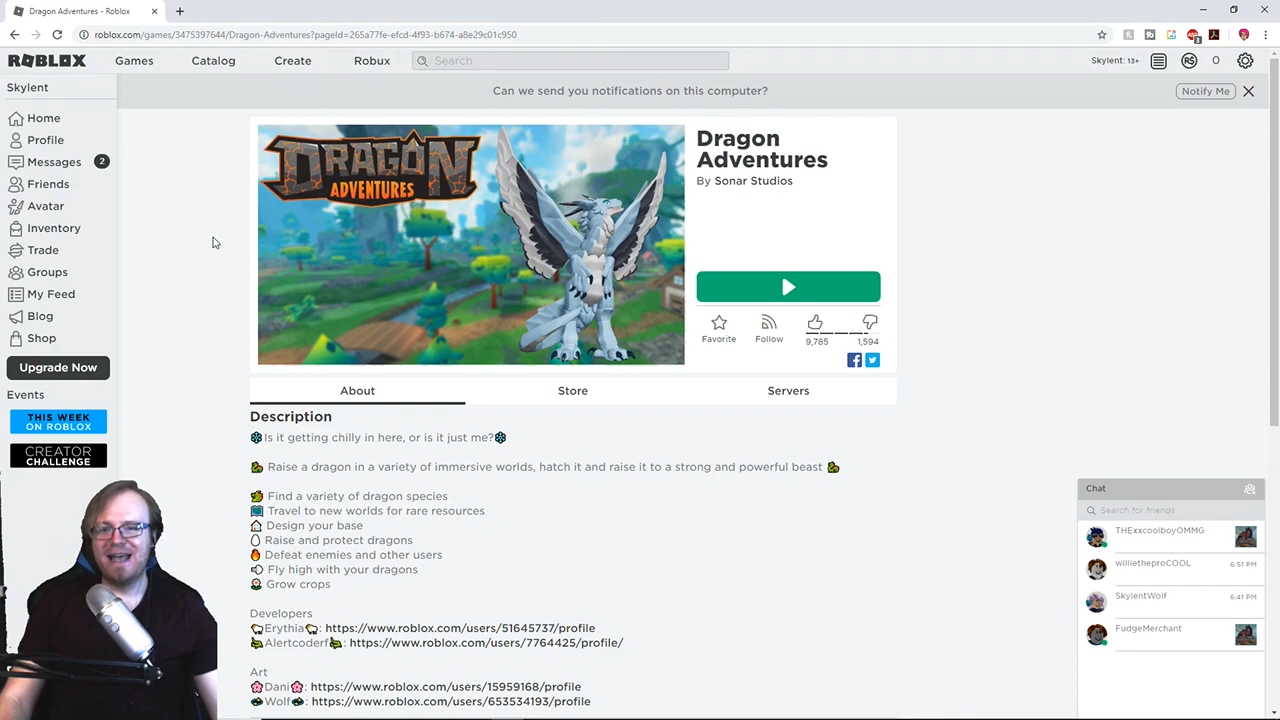 Dragon Adventures - Roblox
roblox.com/games/3475397644/Dragon-Adventures?pageId=265a77fe-efcd-4f93-b674-a8e29c01c950
3
ROBLOX
Games
Catalog
Create
Robux
Search
Skylent: 13+
R$
0
Skylent
Can we send you notifications on this computer?
Notify Me
Home
Profile
Messages
2
Friends
Avatar
Inventory
Trade
Groups
My Feed
Blog
Shop
Upgrade Now
Events
THIS WEEK
ON ROBLOX
CREATOR
CHALLENGE
DRAGON
ADVENTURES
Dragon
Adventures
By Sonar Studios
Favorite
Follow
9,785
1,594
About
Store
Servers
Description
Is it getting chilly in here, or is it just me?
Raise a dragon in a variety of immersive worlds, hatch it and raise it to a strong and powerful beast
Find a variety of dragon species
Travel to new worlds for rare resources
Design your base
Raise and protect dragons
Defeat enemies and other users
Fly high with your dragons
Grow crops
Developers
Erythia: https://www.roblox.com/users/51645737/profile
Alertcoderf: https://www.roblox.com/users/7764425/profile/
Art
Dani: https://www.roblox.com/users/15959168/profile
Wolf: https://www.roblox.com/users/653534193/profile
Chat
Search for friends
THExxcoolboyOMMG
willietheproCOOL
6:51 PM
SkylentWolf
6:41 PM
FudgeMerchant